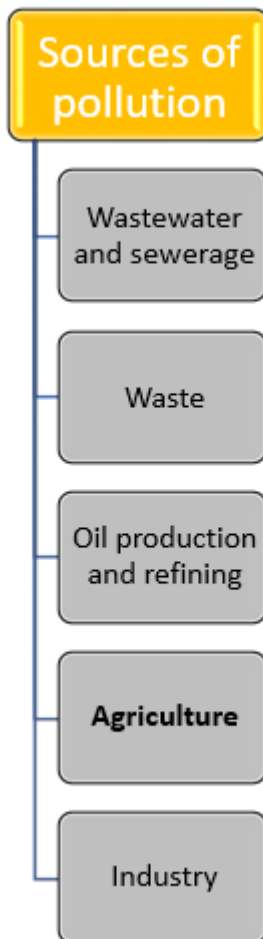 Sources of
pollution
Wastewater
and sewerage
Waste
Oil production
and refining
Agriculture
Industry